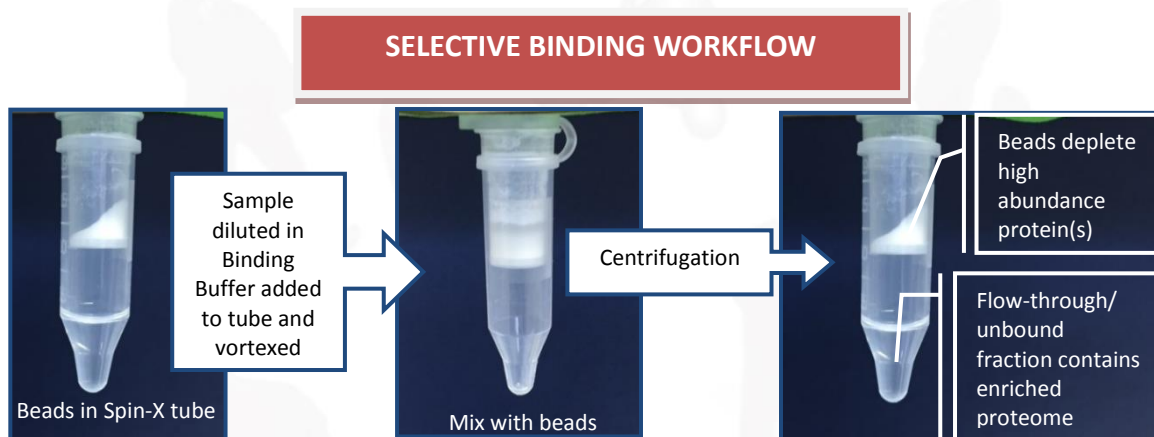 SELECTIVE BINDING WORKFLOW
Beads in Spin-X tube
Sample
diluted in
Binding
Buffer added
to tube and
vortexed
Mix with beads
Centrifugation
Beads deplete
high
abundance
protein(s)
Flow-through/
unbound
fraction contains
enriched
proteome